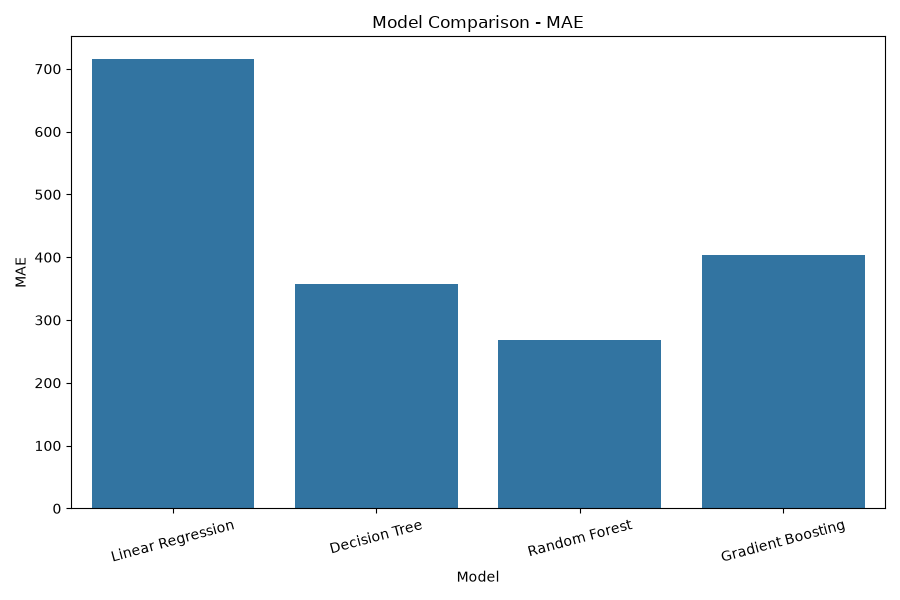 Model Comparison - MAE
MAE
700
600
500
400
300
200
100
0
Linear Regression
Decision Tree
Random Forest
Gradient Boosting
Model